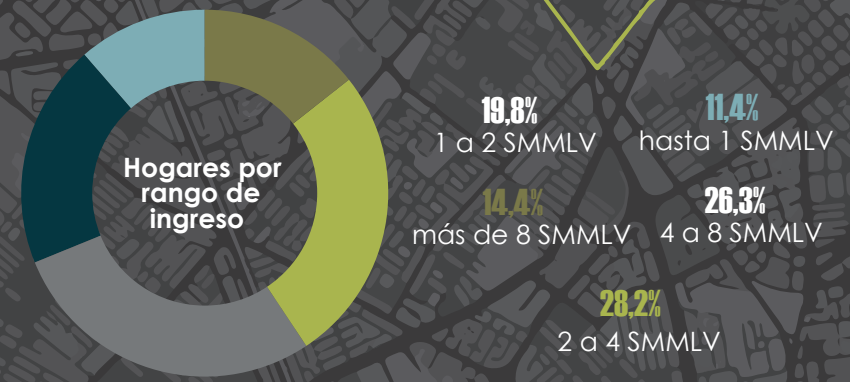 Hogares por
rango de
ingreso
19,8%
1 a 2 SMMLV
11,4%
hasta 1 SMMLV
14,4%
más de 8 SMMLV
26,3%
4 a 8 SMMLV
28,2%
2 a 4 SMMLV